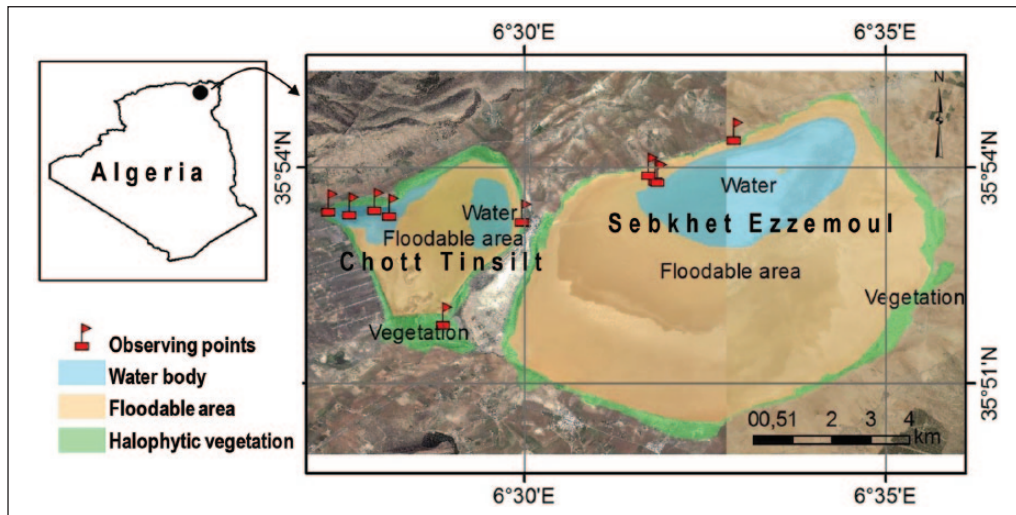 6°30'E
6°35'E
N
Algeria
35°54'N
35°54'N
Water
Water
Sebkhet Ezzemoul
Floodable area
Chott Tinsilt
Floodable area
Vegetation
Vegetation
Observing points
Water body
Floodable area
Halophytic vegetation
35°51'N
00,51 2 3 4
km
6°30'E
6°35'E